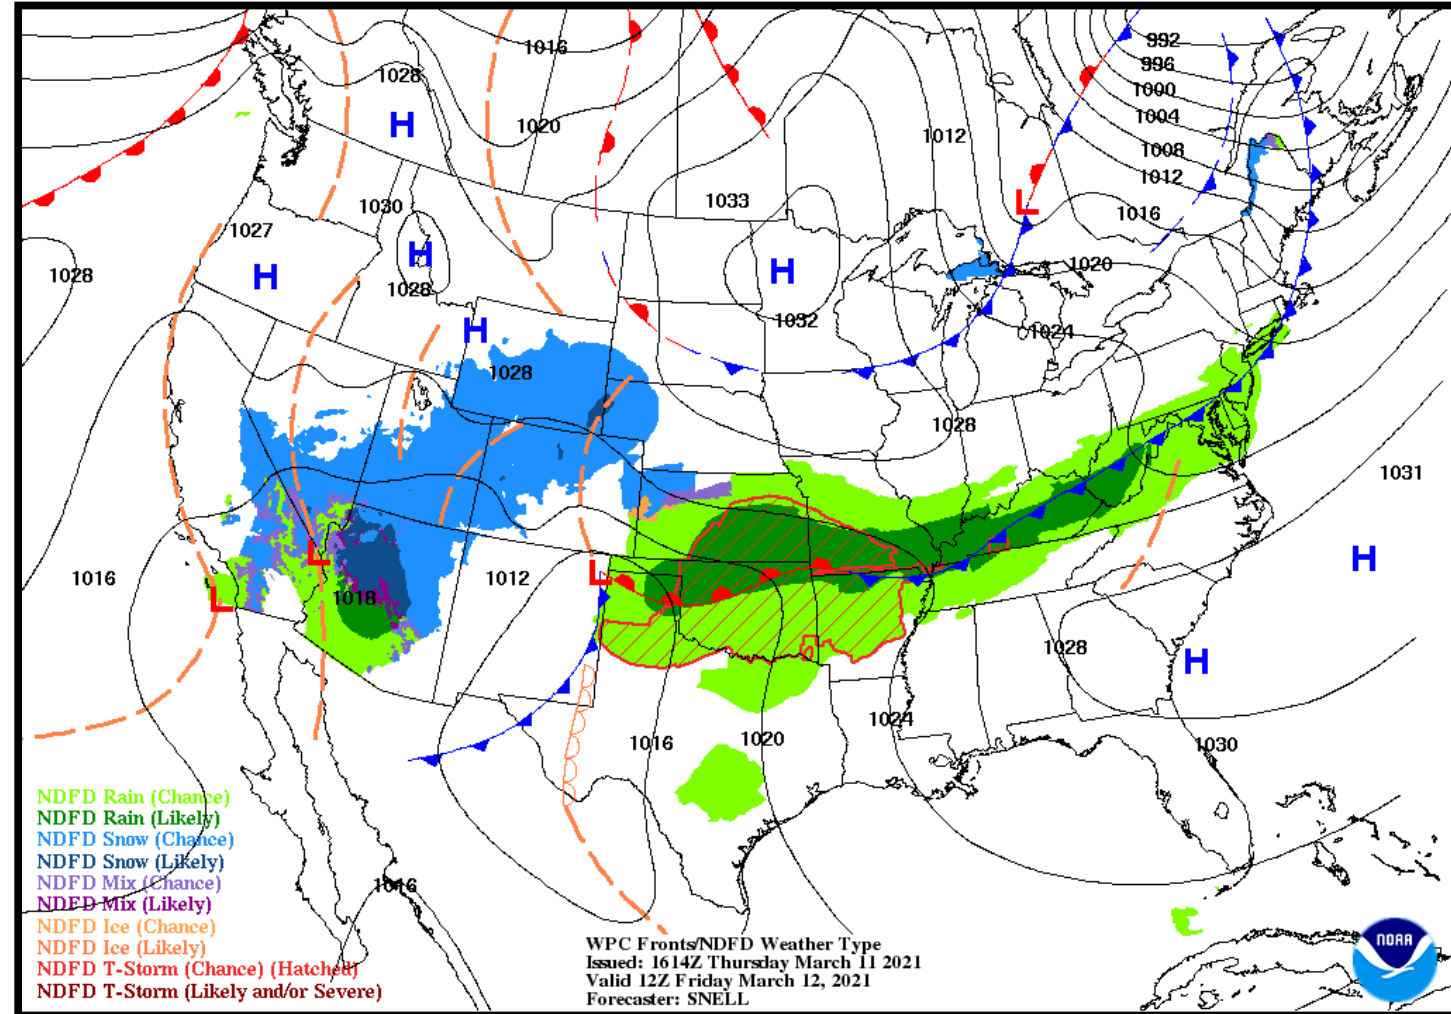 992
1016
996
1028
1000
1004
1020
H
1012
1008
1012
1033
1030
L
1016
1027
H
1020
1028
H
H
1028
1032
H
1024
1028
1028
1031
L
H
1016
L
1012
L
1018
1028
H
1024
1016
1020
1030
NDFD Rain (Chance)
NDFD Rain (Likely)
NDFD Snow (Chance)
NDFD Snow (Likely)
NDFD Mix (Chance)
1016
NDFD Mix (Likely)
NDFD Ice (Chance)
NDFD Ice (Likely)
NDFD T-Storm (Chance) (Hatched)
NDFD T-Storm (Likely and/or Severe)
WPC Fronts/NDFD Weather Type
Issued: 1614Z Thursday March 11 2021
Valid 12Z Friday March 12, 2021
Forecaster: SNELL
NOAA